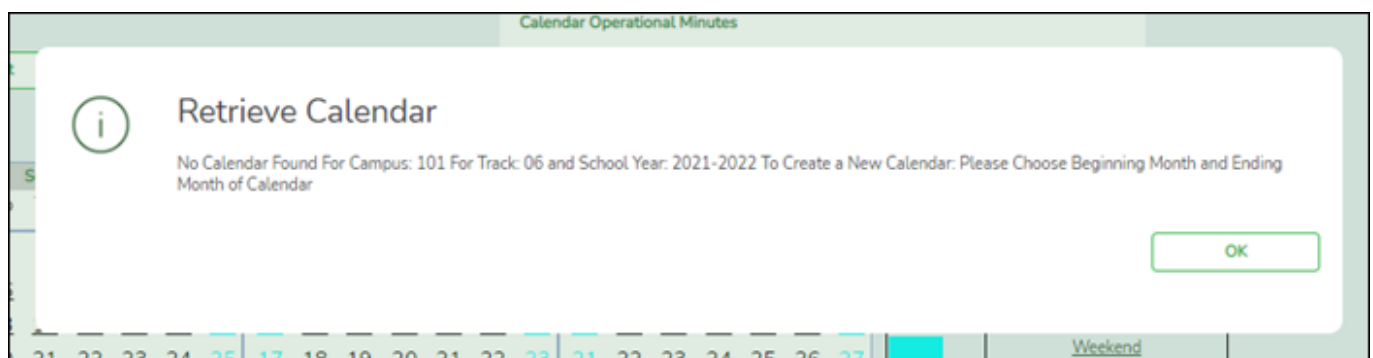 Calendar Operational Minutes
Retrieve Calendar
No Calendar Found For Campus: 101 For Track: 06 and School Year: 2021-2022 To Create a New Calendar: Please Choose Beginning Month and Ending
Month of Calendar
OK
21 22 23 24 25 17 18 19 20 21 22 23 21 22 23 24 25 26 27
Weekend